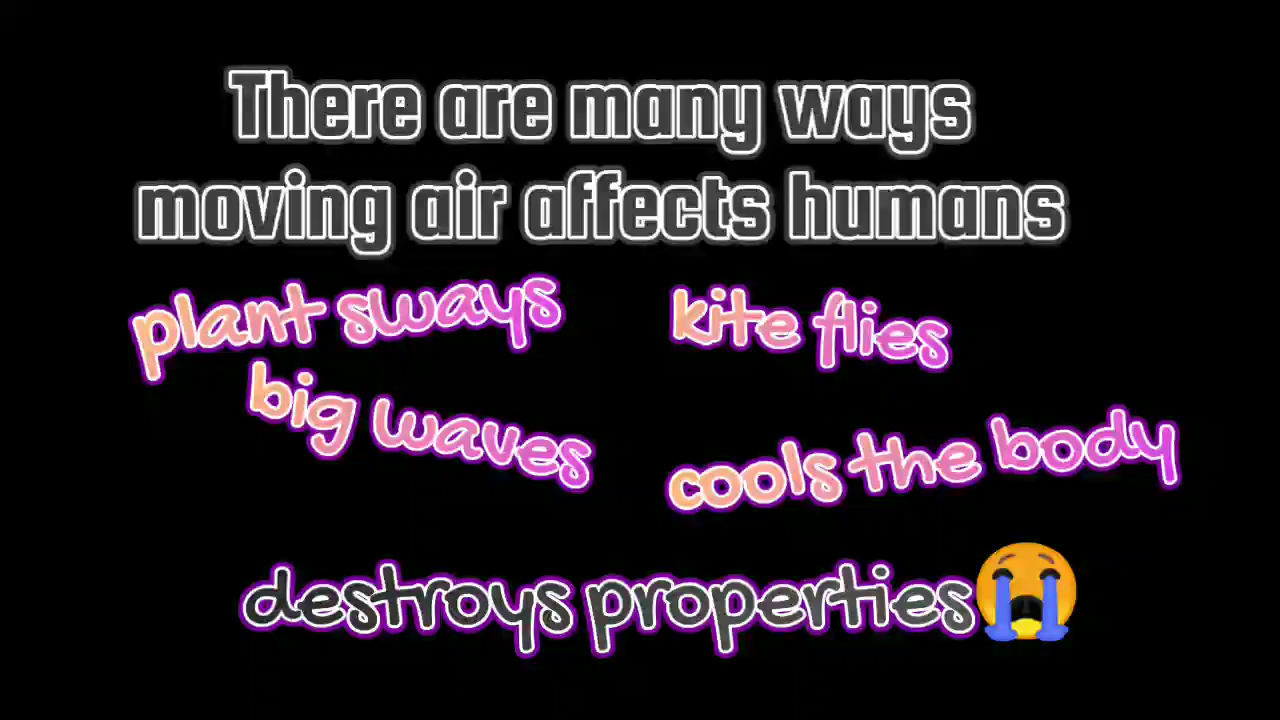 There are many ways
moving air affects humans
plant sways
kite flies
big waves
cools the body
destroys properties😭